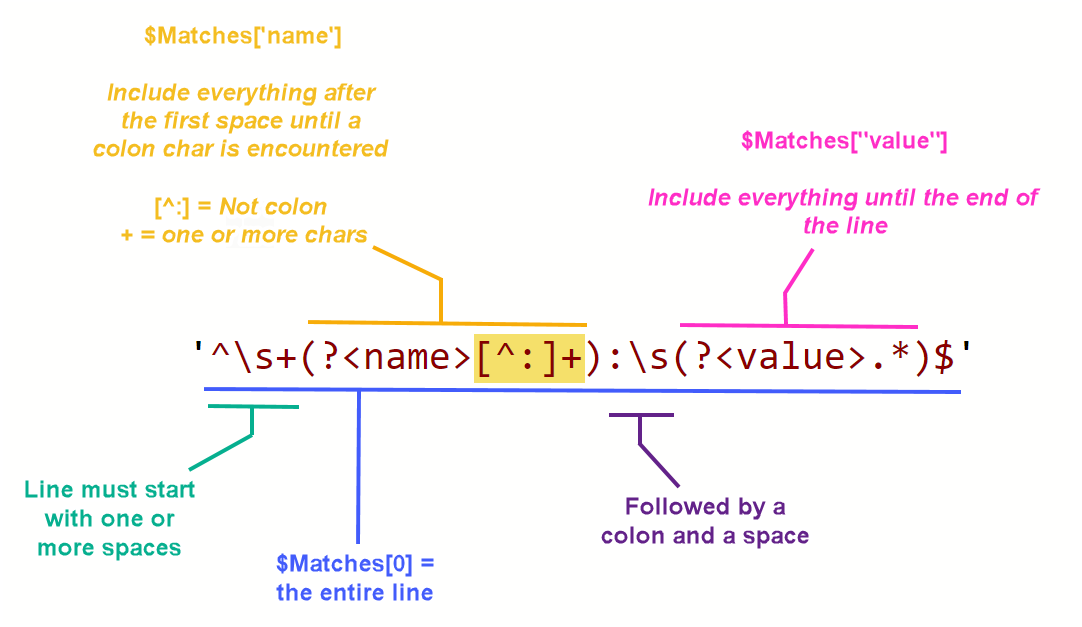 $Matches['name']
Include everything after
the first space until a
colon char is encountered
[^:] = Not colon
+ = one or more chars
$Matches["value"]
Include everything until the end of
the line
'^\s+(?<name>[^:]+):\s(?<value>.*)$'
Line must start
with one or
more spaces
$Matches[0] =
the entire line
Followed by a
colon and a space